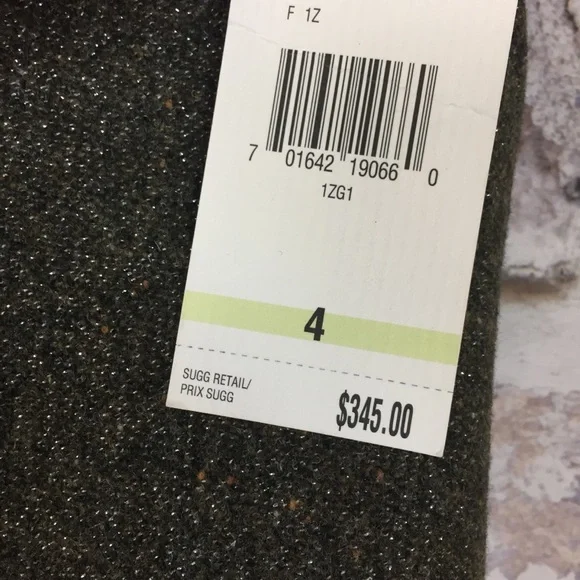 F 1Z
7 01642 19066 0
1ZG1
4
SUGG RETAIL/
PRIX SUGG
$345.00